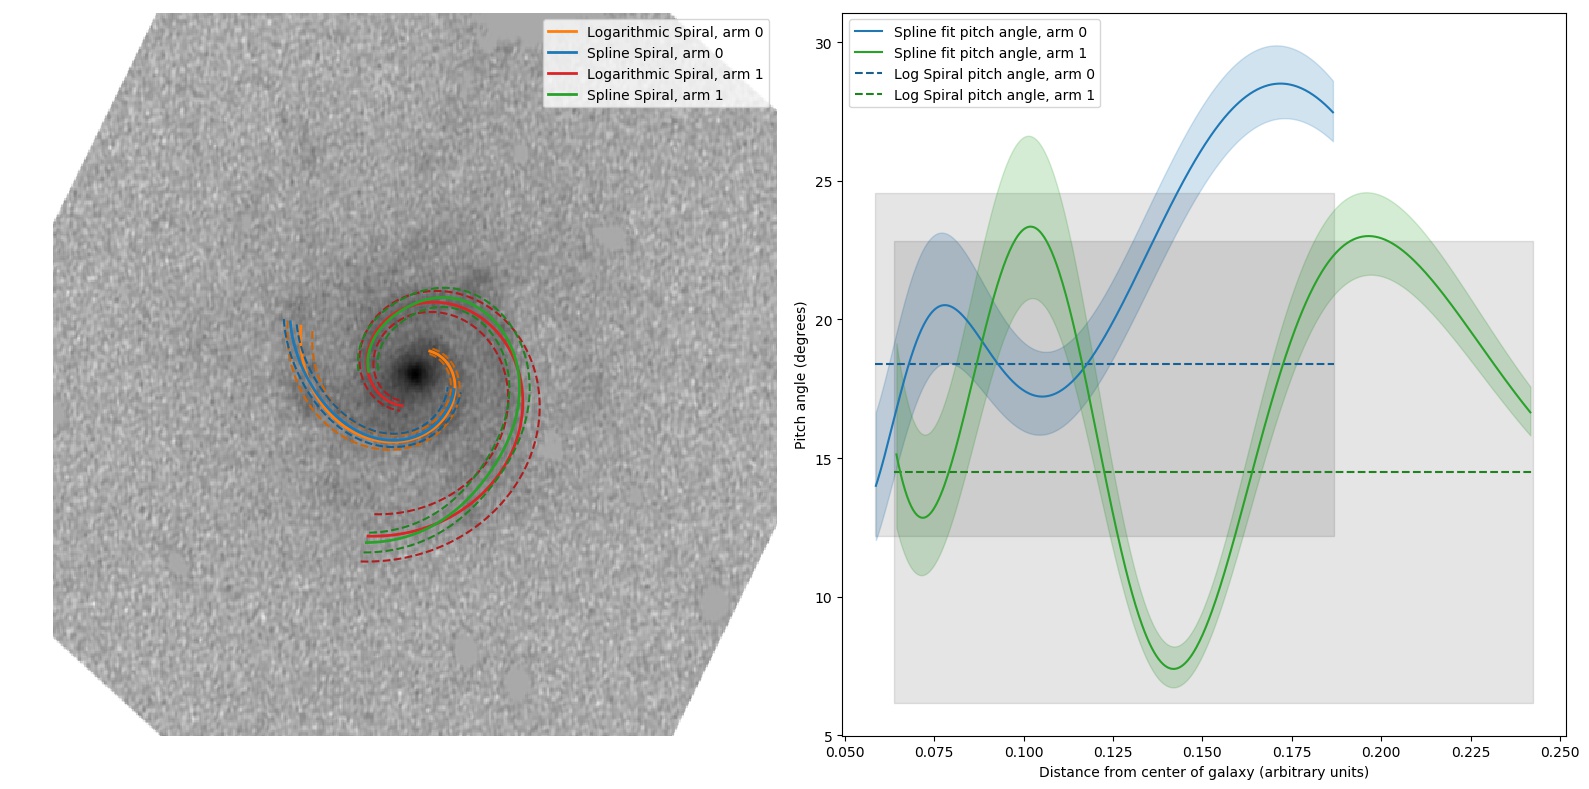 Logarithmic Spiral, arm 0
Spline Spiral, arm 0
Logarithmic Spiral, arm 1
Spline Spiral, arm 1
Spline fit pitch angle, arm 0
Spline fit pitch angle, arm 1
Log Spiral pitch angle, arm 0
Log Spiral pitch angle, arm 1
Pitch angle (degrees)
30
25
20
15
10
5
0.050 0.075 0.100 0.125 0.150 0.175 0.200 0.225 0.250
Distance from center of galaxy (arbitrary units)